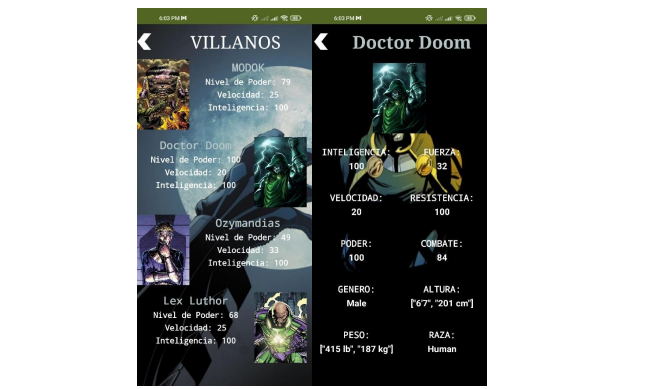 6:03 PM
VILLANOS
MODOK
Nivel de Poder: 79
Velocidad: 25
Inteligencia: 100
Doctor Doom
Nivel de Poder: 100
Velocidad: 20
Inteligencia: 100
Ozymandias
Nivel de Poder: 49
Velocidad: 33
Inteligencia: 100
Lex Luthor
Nivel de Poder: 68
Velocidad: 25
Inteligencia: 100
6:03 PM
Doctor Doom
INTELIGENCIA: FUERZA:
100 32
VELOCIDAD: RESISTENCIA:
20 100
PODER: COMBATE:
100 84
GENERO: ALTURA:
Male ["6'7", "201 cm"]
PESO: RAZA:
["415 lb", "187 kg"] Human